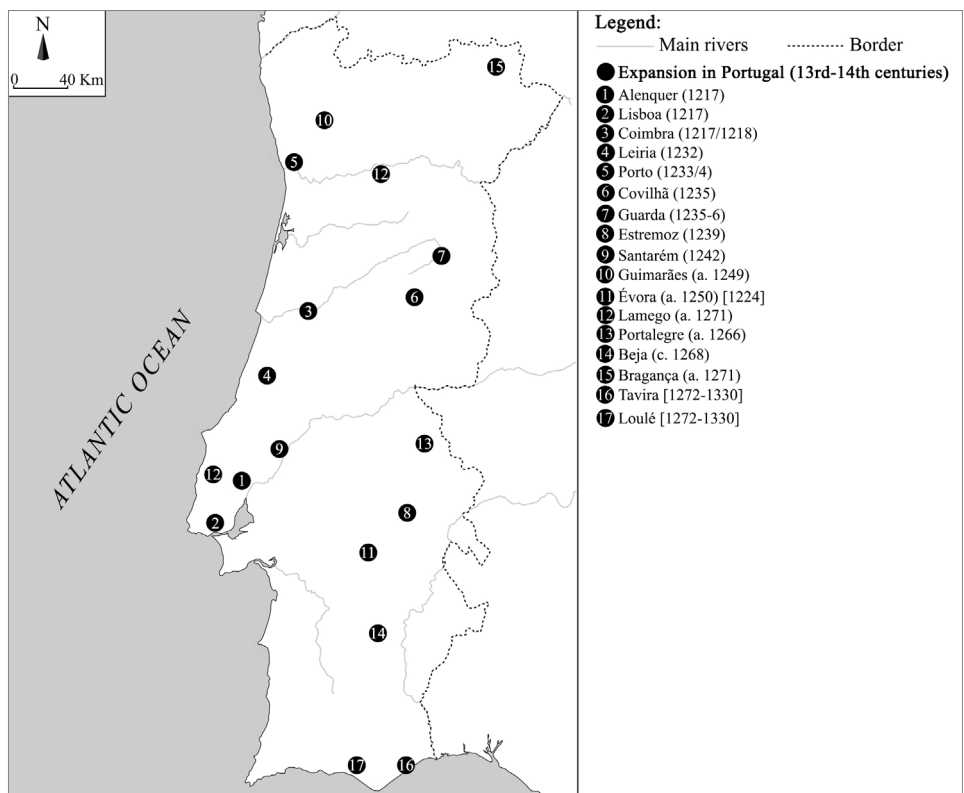 N
0 40 Km
ATLANTIC OCEAN
15
10
5
12
7
6
3
4
9
13
12
1
8
2
11
14
17
16
Legend:
Main rivers
Border
Expansion in Portugal (13rd-14th centuries)
1 Alenquer (1217)
2 Lisboa (1217)
3 Coimbra (1217/1218)
4 Leiria (1232)
5 Porto (1233/4)
6 Covilhã (1235)
7 Guarda (1235-6)
8 Estremoz (1239)
9 Santarém (1242)
10 Guimarães (a. 1249)
11 Évora (a. 1250) [1224]
12 Lamego (a. 1271)
13 Portalegre (a. 1266)
14 Beja (c. 1268)
15 Bragança (a. 1271)
16 Tavira [1272-1330]
17 Loulé [1272-1330]